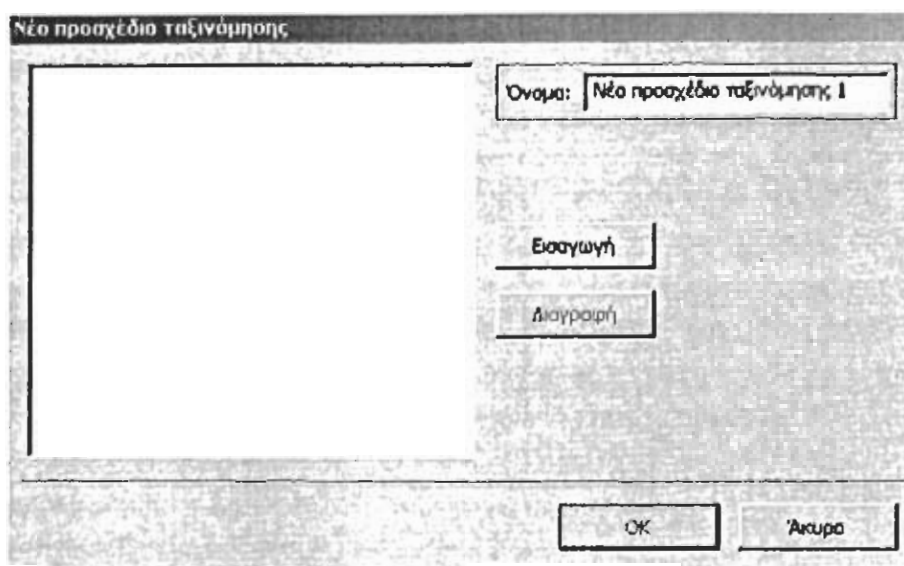 Νέο προσχέδιο ταξινόμησης
Όνομα: Νέο προσχέδιο ταξινόμησης 1
Εισαγωγή
Διαγραφή
OK
Άκυρο